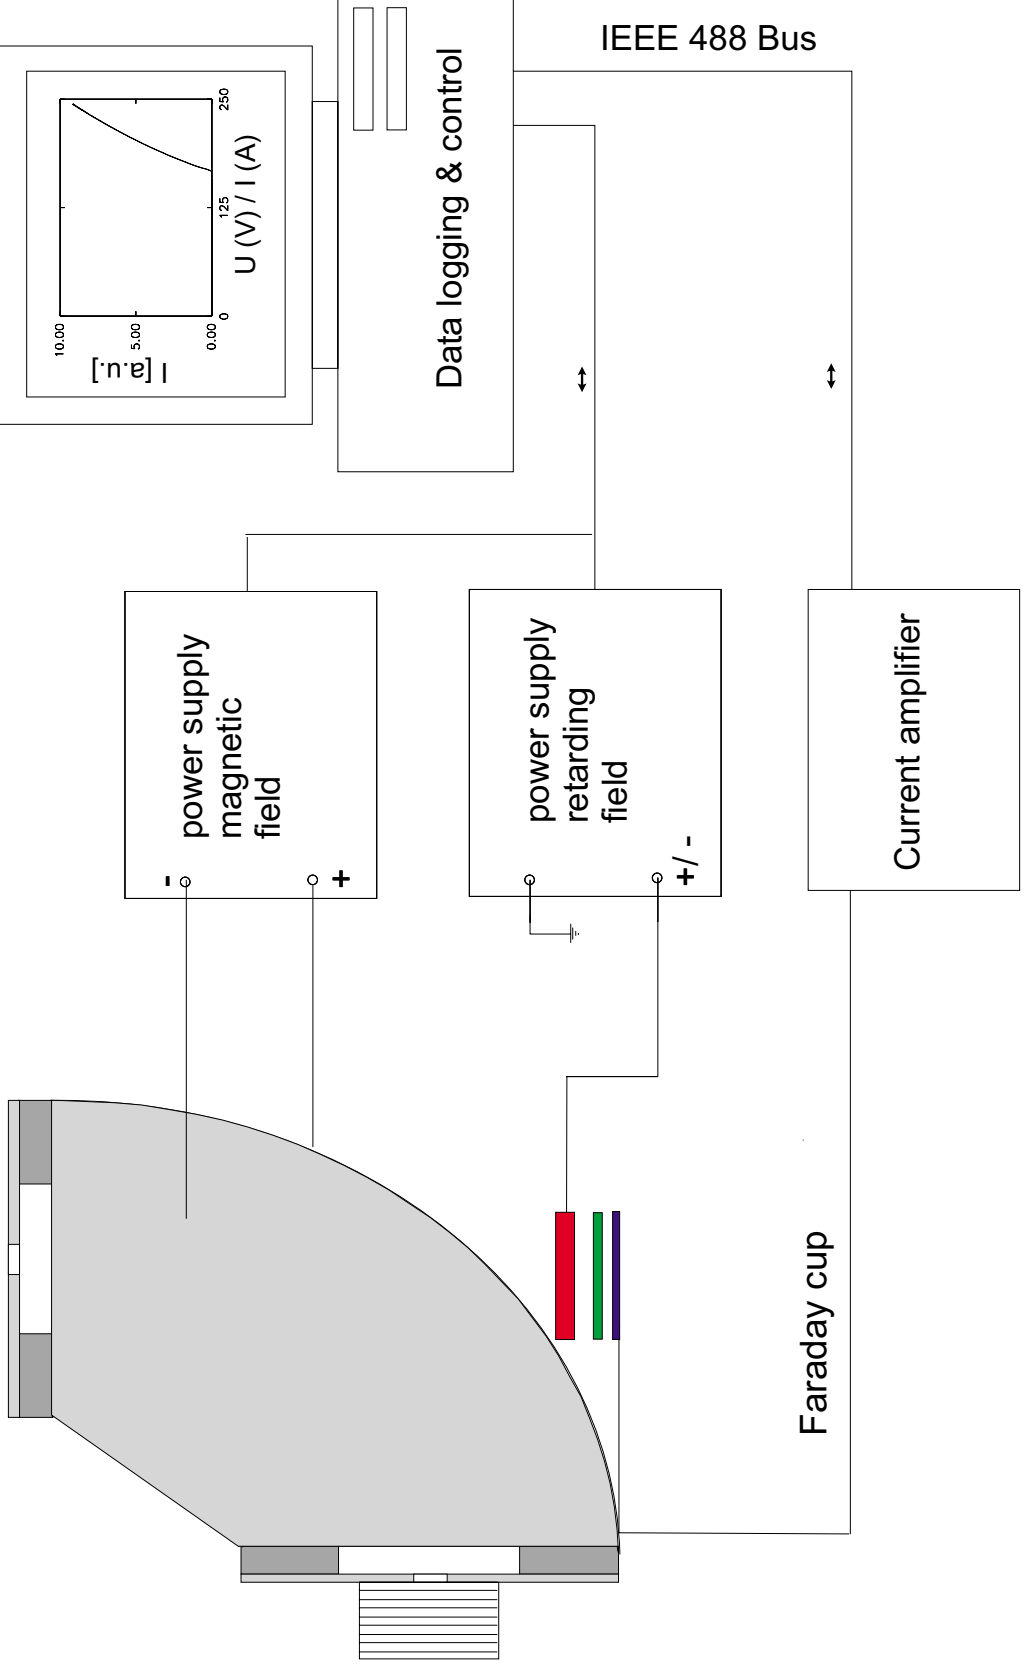 IEEE 488 Bus
10.00
5.00
0.00
I [a.u.]
0
125
250
U (V) / I (A)
Data logging & control
power supply
magnetic
field
-
+
power supply
retarding
field
+/ -
Current amplifier
Faraday cup